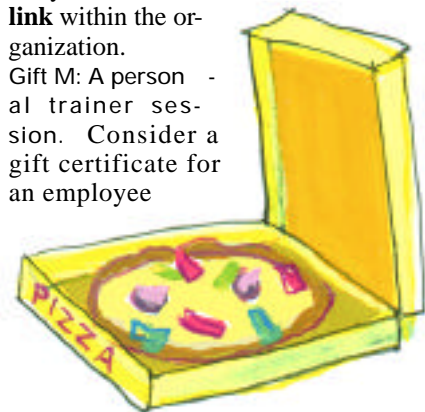 link within the or-
ganization.
Gift M: A person -
al trainer ses-
sion. Consider a
gift certificate for
an employee
PIZZA